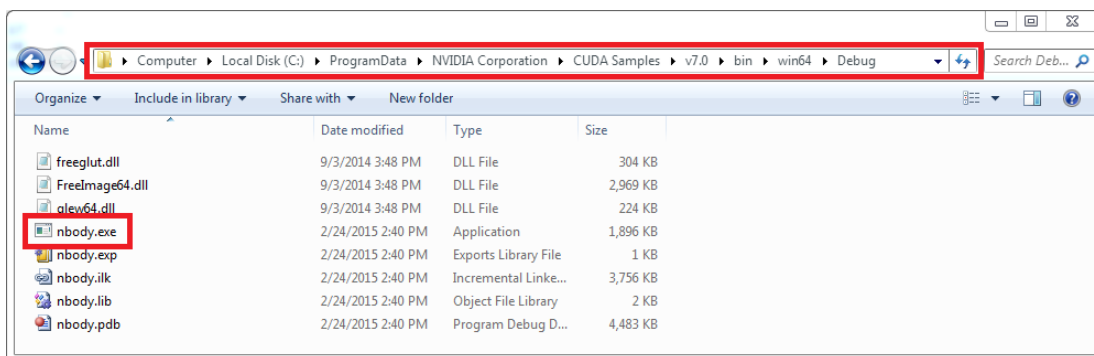 Computer Local Disk (C:) ProgramData NVIDIA Corporation CUDA Samples v7.0 bin win64 Debug Search Deb...
Organize Include in library Share with New folder
Name Date modified Type Size
freeglut.dll 9/3/2014 3:48 PM DLL File 304 KB
FreeImage64.dll 9/3/2014 3:48 PM DLL File 2,969 KB
glew64.dll 9/3/2014 3:48 PM DLL File 224 KB
nbody.exe 2/24/2015 2:40 PM Application 1,896 KB
nbody.exp 2/24/2015 2:40 PM Exports Library File 1 KB
nbody.ilk 2/24/2015 2:40 PM Incremental Linke... 3,756 KB
nbody.lib 2/24/2015 2:40 PM Object File Library 2 KB
nbody.pdb 2/24/2015 2:40 PM Program Debug D... 4,483 KB